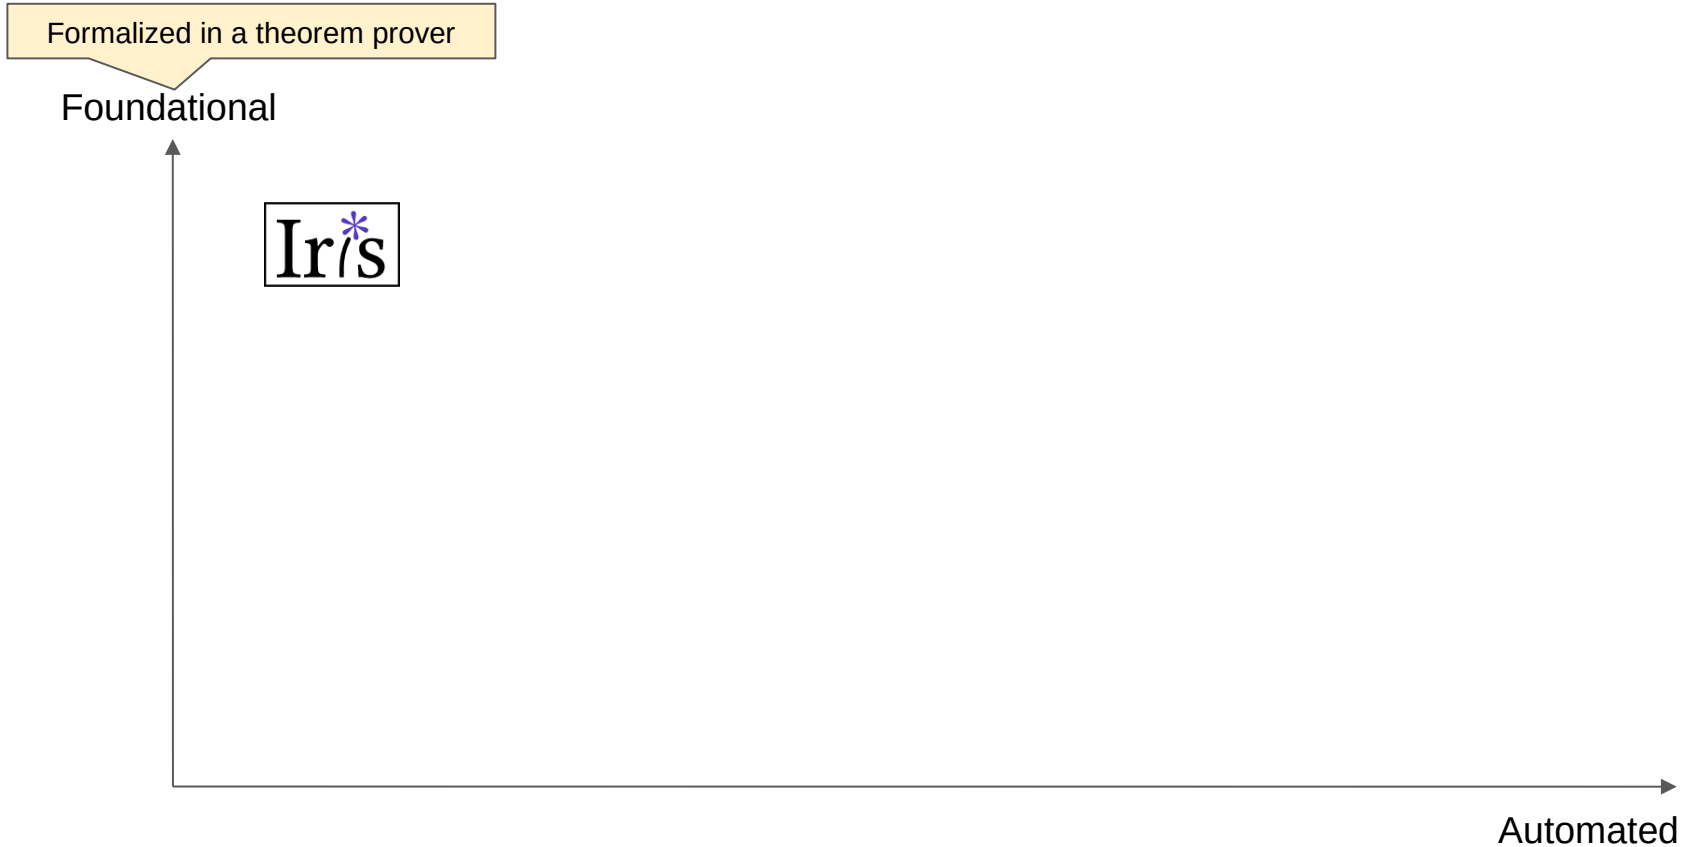 Formalized in a theorem prover
Foundational
Iris
Automated